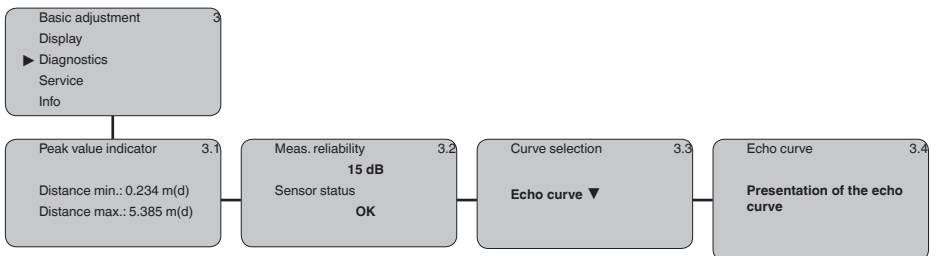 Basic adjustment 3
Display
▶ Diagnostics
Service
Info
Peak value indicator 3.1
Distance min.: 0.234 m(d)
Distance max.: 5.385 m(d)
Meas. reliability 3.2
15 dB
Sensor status
OK
Curve selection 3.3
Echo curve ▼
Echo curve 3.4
Presentation of the echo
curve